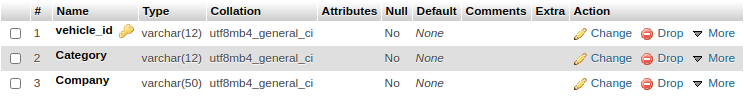 # Name Type Collation Attributes Null Default Comments Extra Action
1 vehicle_id varchar(12) utf8mb4_general_ci No None Change Drop More
2 Category varchar(12) utf8mb4_general_ci No None Change Drop More
3 Company varchar(50) utf8mb4_general_ci No None Change Drop More